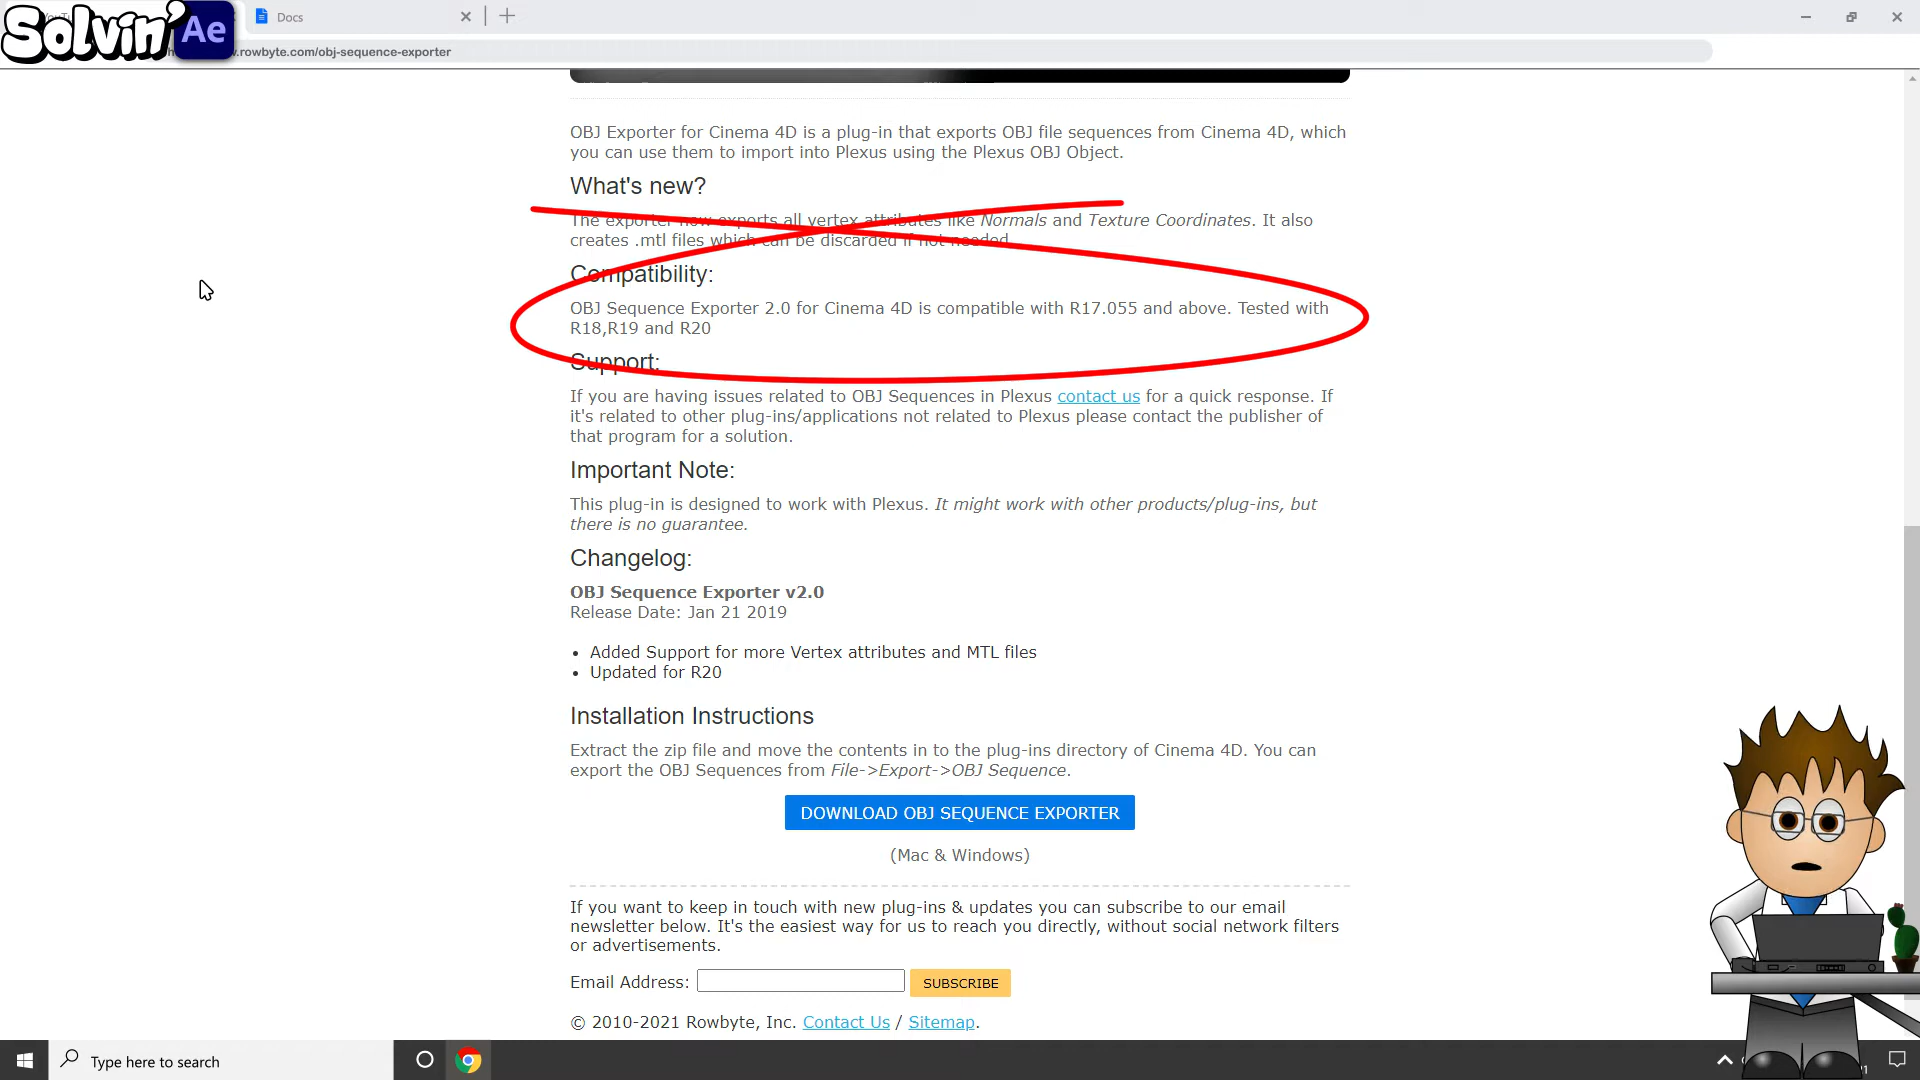 Solvin' Ae
Docs
.rowbyte.com/obj-sequence-exporter
OBJ Exporter for Cinema 4D is a plug-in that exports OBJ file sequences from Cinema 4D, which
you can use them to import into Plexus using the Plexus OBJ Object.
What's new?
The exporter now exports all vertex attributes like Normals and Texture Coordinates. It also
creates .mtl files which can be discarded if not needed.
Compatibility:
OBJ Sequence Exporter 2.0 for Cinema 4D is compatible with R17.055 and above. Tested with
R18,R19 and R20
Support:
If you are having issues related to OBJ Sequences in Plexus contact us for a quick response. If
it's related to other plug-ins/applications not related to Plexus please contact the publisher of
that program for a solution.
Important Note:
This plug-in is designed to work with Plexus. It might work with other products/plug-ins, but
there is no guarantee.
Changelog:
OBJ Sequence Exporter v2.0
Release Date: Jan 21 2019
• Added Support for more Vertex attributes and MTL files
• Updated for R20
Installation Instructions
Extract the zip file and move the contents in to the plug-ins directory of Cinema 4D. You can
export the OBJ Sequences from File->Export->OBJ Sequence.
DOWNLOAD OBJ SEQUENCE EXPORTER
(Mac & Windows)
If you want to keep in touch with new plug-ins & updates you can subscribe to our email
newsletter below. It's the easiest way for us to reach you directly, without social network filters
or advertisements.
Email Address: SUBSCRIBE
© 2010-2021 Rowbyte, Inc. Contact Us / Sitemap.
Type here to search